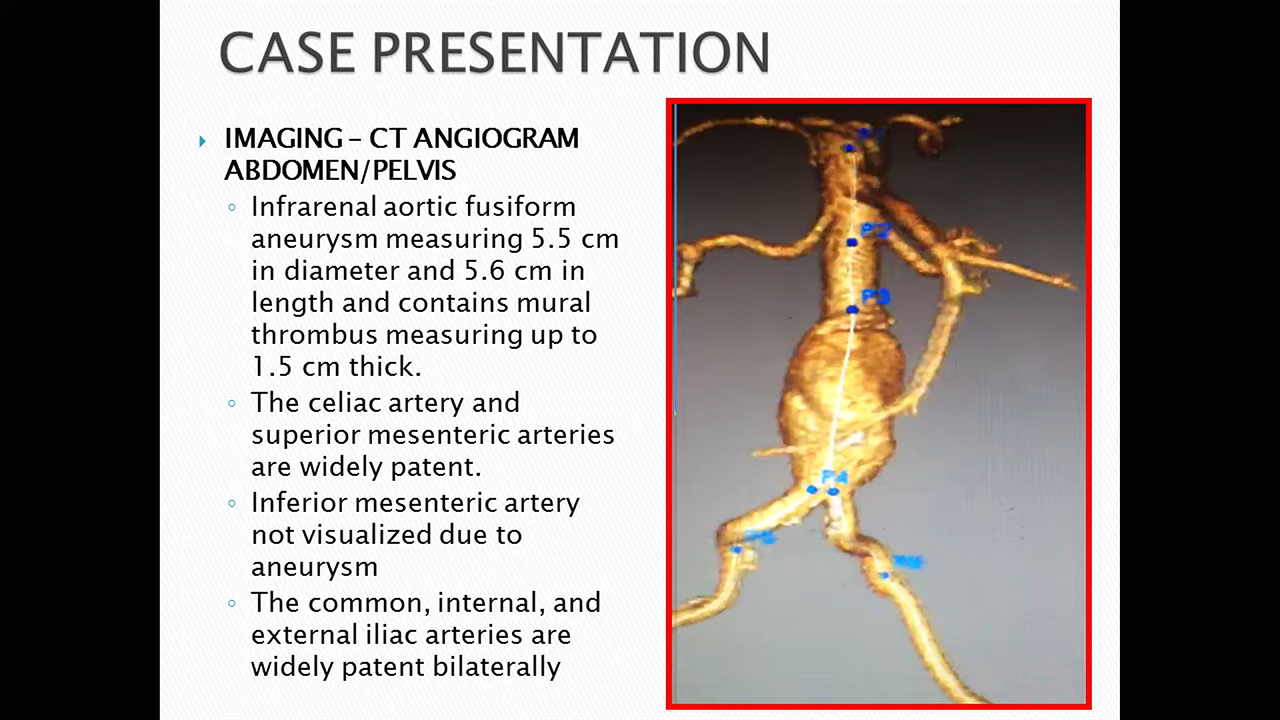 CASE PRESENTATION
IMAGING – CT ANGIOGRAM
ABDOMEN/PELVIS
Infrarenal aortic fusiform
aneurysm measuring 5.5 cm
in diameter and 5.6 cm in
length and contains mural
thrombus measuring up to
1.5 cm thick.
The celiac artery and
superior mesenteric arteries
are widely patent.
Inferior mesenteric artery
not visualized due to
aneurysm
The common, internal, and
external iliac arteries are
widely patent bilaterally
P2
P3
P4